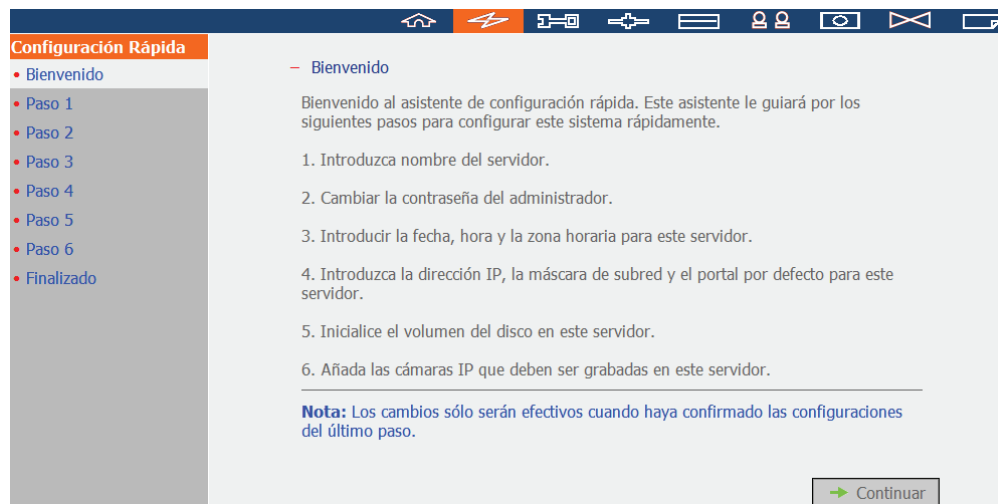 Configuración Rápida
• Bienvenido
• Paso 1
• Paso 2
• Paso 3
• Paso 4
• Paso 5
• Paso 6
• Finalizado
– Bienvenido
Bienvenido al asistente de configuración rápida. Este asistente le guiará por los
siguientes pasos para configurar este sistema rápidamente.
1. Introduzca nombre del servidor.
2. Cambiar la contraseña del administrador.
3. Introducir la fecha, hora y la zona horaria para este servidor.
4. Introduzca la dirección IP, la máscara de subred y el portal por defecto para este
servidor.
5. Inicialice el volumen del disco en este servidor.
6. Añada las cámaras IP que deben ser grabadas en este servidor.
Nota: Los cambios sólo serán efectivos cuando haya confirmado las configuraciones
del último paso.
Continuar